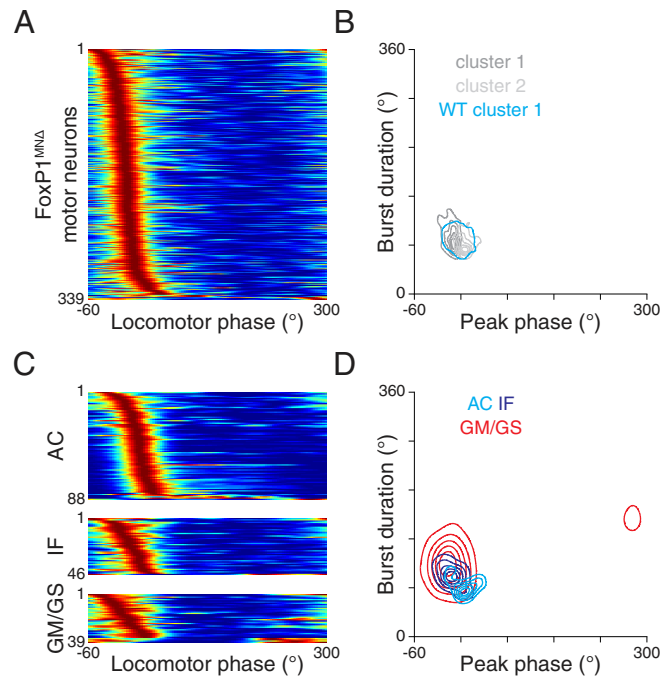 A
1
FoxP1MNΔ
motor neurons
339
-60
Locomotor phase (°)
300
B
360
cluster 1
cluster 2
WT cluster 1
Burst duration (°)
0
-60
Peak phase (°)
300
C
1
AC
88
1
IF
46
1
GM/GS
39
-60
Locomotor phase (°)
300
D
360
AC IF
GM/GS
Burst duration (°)
0
-60
Peak phase (°)
300